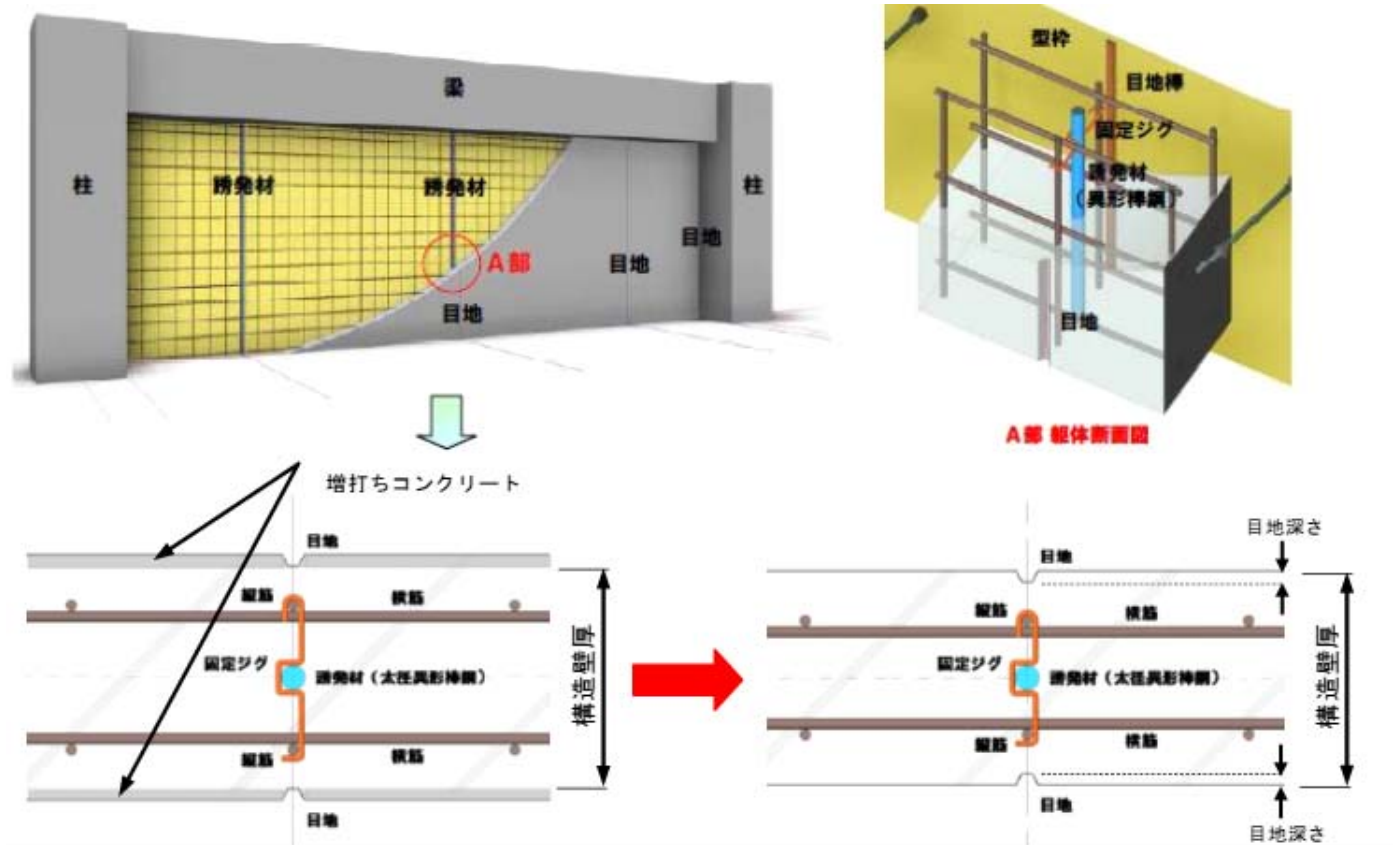 梁
柱
誘発材
誘発材
柱
目地
A部
目地
目地
型枠
目地棒
固定ジグ
誘発材
(異形棒鋼)
目地
A部 躯体断面図
増打ちコンクリート
目地
縦筋
横筋
固定ジグ
誘発材(太径異形棒鋼)
縦筋
横筋
目地
構造壁厚
目地深さ
目地
縦筋
横筋
固定ジグ
誘発材(太径異形棒鋼)
縦筋
横筋
目地
構造壁厚
目地深さ